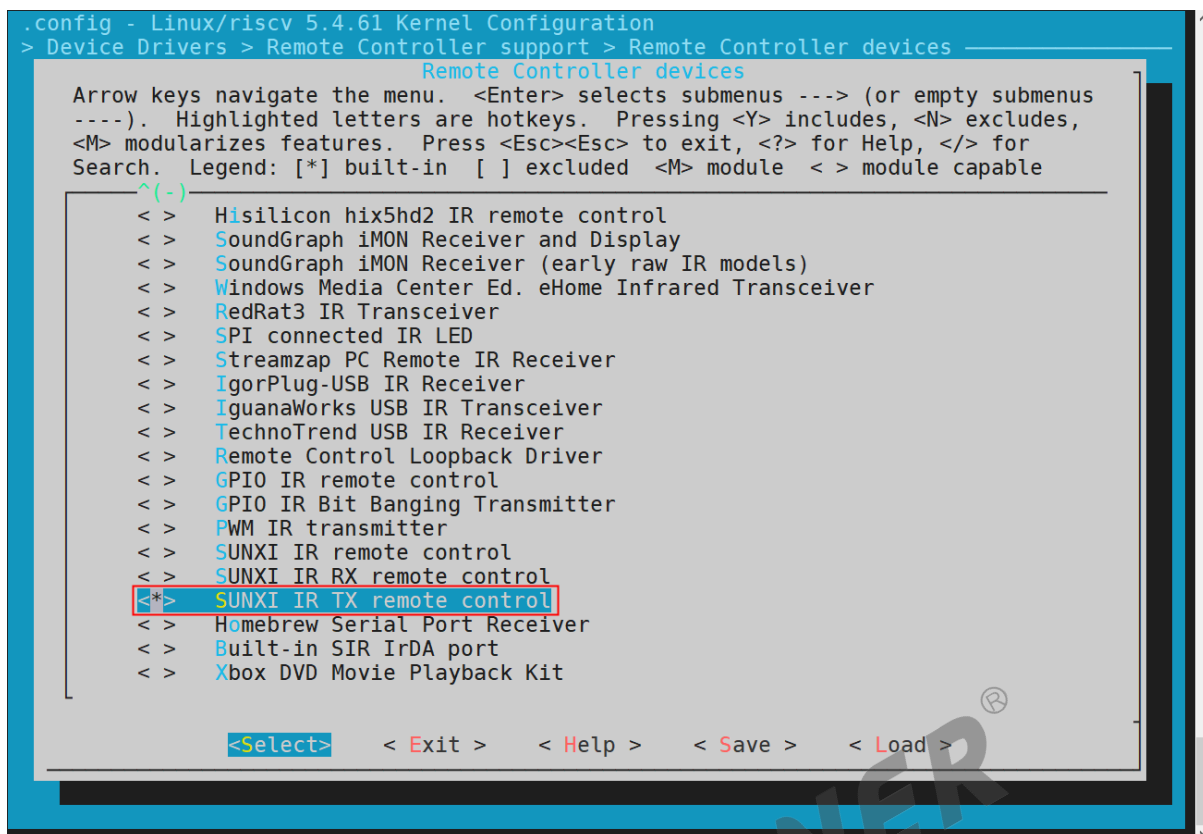 .config - Linux/riscv 5.4.61 Kernel Configuration
> Device Drivers > Remote Controller support > Remote Controller devices
Remote Controller devices
Arrow keys navigate the menu.  <Enter> selects submenus ---> (or empty submenus
----).  Highlighted letters are hotkeys.  Pressing <Y> includes, <N> excludes,
<M> modularizes features.  Press <Esc><Esc> to exit, <?> for Help, </> for
Search.  Legend: [*] built-in  [ ] excluded  <M> module  < > module capable
^(-)
< >   Hisilicon hix5hd2 IR remote control
< >   SoundGraph iMON Receiver and Display
< >   SoundGraph iMON Receiver (early raw IR models)
< >   Windows Media Center Ed. eHome Infrared Transceiver
< >   RedRat3 IR Transceiver
< >   SPI connected IR LED
< >   Streamzap PC Remote IR Receiver
< >   IgorPlug-USB IR Receiver
< >   IguanaWorks USB IR Transceiver
< >   TechnoTrend USB IR Receiver
< >   Remote Control Loopback Driver
< >   GPIO IR remote control
< >   GPIO IR Bit Banging Transmitter
< >   PWM IR transmitter
< >   SUNXI IR remote control
< >   SUNXI IR RX remote control
<*>   SUNXI IR TX remote control
< >   Homebrew Serial Port Receiver
< >   Built-in SIR IrDA port
< >   Xbox DVD Movie Playback Kit
<Select>    < Exit >    < Help >    < Save >    < Load >